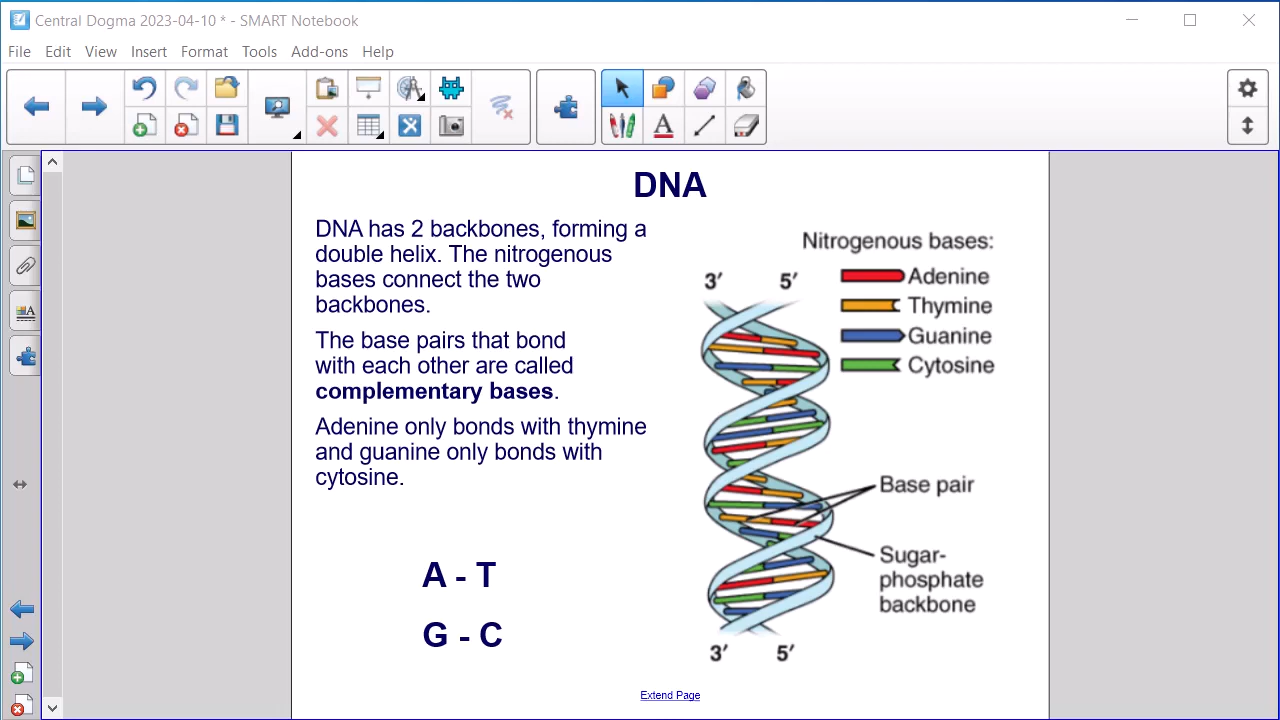 Central Dogma 2023-04-10 * - SMART Notebook
File Edit View Insert Format Tools Add-ons Help
DNA
DNA has 2 backbones, forming a
double helix. The nitrogenous
bases connect the two
backbones.
The base pairs that bond
with each other are called
complementary bases.
Adenine only bonds with thymine
and guanine only bonds with
cytosine.
A - T
G - C
Nitrogenous bases:
Adenine
Thymine
Guanine
Cytosine
3′ 5′
Base pair
Sugar-
phosphate
backbone
3′ 5′
Extend Page